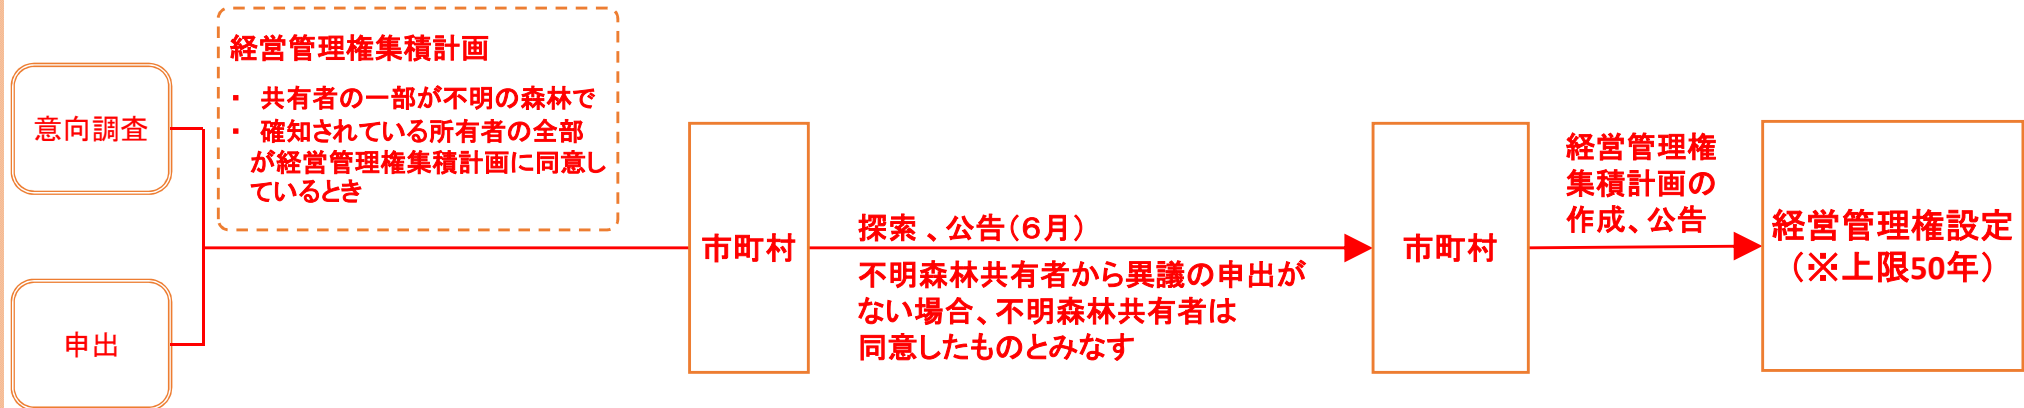 意向調査
申出
経営管理権集積計画
・ 共有者の一部が不明の森林で
・ 確知されている所有者の全部
が経営管理権集積計画に同意し
ているとき
市町村
探索 、公告（６月）
不明森林共有者から異議の申出が
ない場合、不明森林共有者は
同意したものとみなす
市町村
経営管理権
集積計画の
作成、公告
経営管理権設定
（※上限50年）